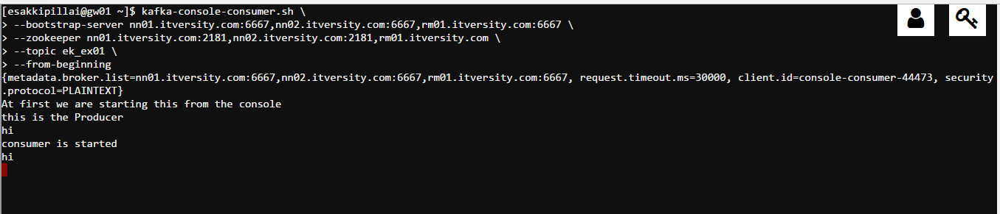 [esakkipillai@gw01 ~]$ kafka-console-consumer.sh \
> --bootstrap-server nn01.itversity.com:6667,nn02.itversity.com:6667,rm01.itversity.com:6667 \
> --zookeeper nn01.itversity.com:2181,nn02.itversity.com:2181,rm01.itversity.com \
> --topic ek_ex01 \
> --from-beginning
{metadata.broker.list=nn01.itversity.com:6667,nn02.itversity.com:6667,rm01.itversity.com:6667, request.timeout.ms=30000, client.id=console-consumer-44473, security
.protocol=PLAINTEXT}
At first we are starting this from the console
this is the Producer
hi
consumer is started
hi